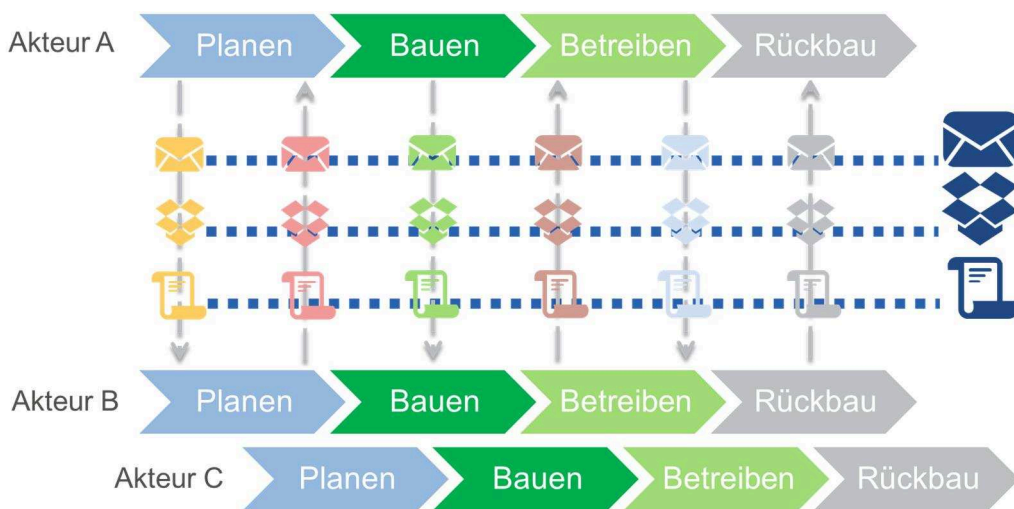 Akteur A Planen Bauen Betreiben Rückbau
Akteur B Planen Bauen Betreiben Rückbau
Akteur C Planen Bauen Betreiben Rückbau